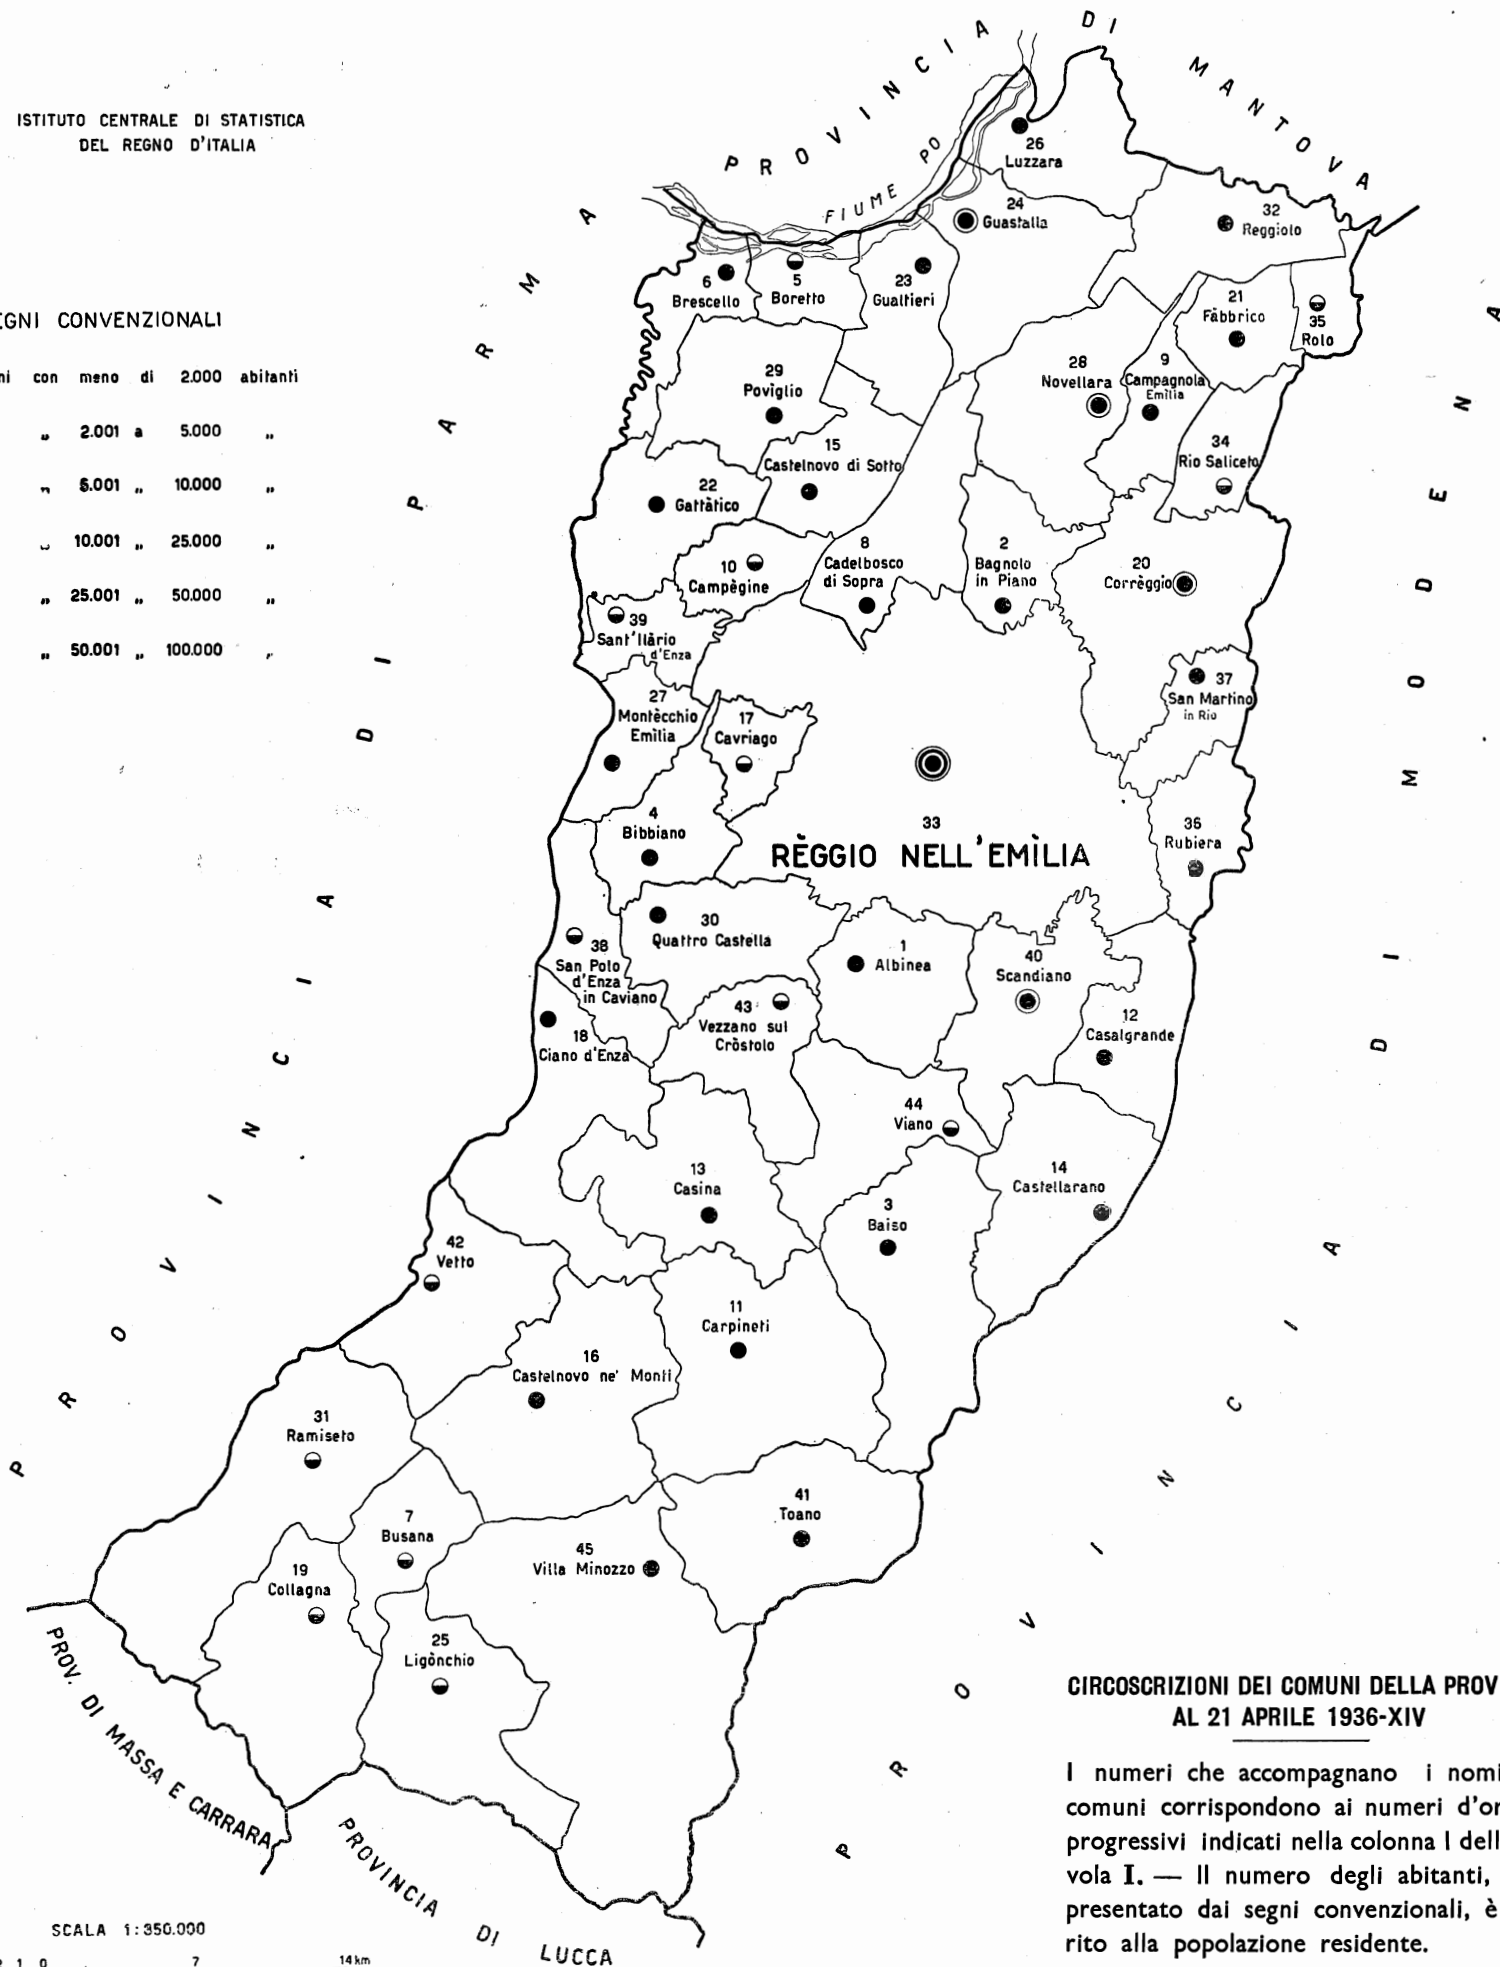 ISTITUTO CENTRALE DI STATISTICA
DEL REGNO D'ITALIA
EGNI CONVENZIONALI
ni con meno di 2.000 abitanti
„ 2.001 a 5.000 „
„ 5.001 „ 10.000 „
„ 10.001 „ 25.000 „
„ 25.001 „ 50.000 „
„ 50.001 „ 100.000 „
PROVINCIA DI MANTOVA
PROVINCIA DI PARMA
PROVINCIA DI MODENA
FIUME PO
26
Luzzara
24
Guastalla
32
Reggiolo
6
Brescello
5
Boretto
23
Gualtieri
21
Fàbbrico
35
Rolo
29
Povìglio
28
Novellara
9
Campagnola
Emìlia
15
Castelnovo di Sotto
34
Rio Saliceto
22
Gattàtico
10
Campègine
8
Cadelbosco
di Sopra
2
Bagnolo
in Piano
20
Corrèggio
39
Sant'Ilàrio
d'Enza
37
San Martino
in Rio
27
Montècchio
Emìlia
17
Cavriago
4
Bibbiano
33
RÈGGIO NELL'EMÌLIA
36
Rubiera
30
Quattro Castella
38
San Polo
d'Enza
in Caviano
1
Albinea
40
Scandiano
43
Vezzano sul
Cròstolo
12
Casalgrande
18
Ciano d'Enza
44
Viano
13
Casina
14
Castellarano
3
Baiso
42
Vetto
11
Carpineti
16
Castelnovo ne' Monti
31
Ramiseto
41
Toano
7
Busana
45
Villa Minozzo
19
Collagna
25
Ligònchio
PROV. DI MASSA E CARRARA
PROVINCIA DI LUCCA
SCALA 1:350.000
2 1 0 7 14 km
CIRCOSCRIZIONI DEI COMUNI DELLA PROV
AL 21 APRILE 1936-XIV
I numeri che accompagnano i nomi
comuni corrispondono ai numeri d'or
progressivi indicati nella colonna I dell
vola I. — Il numero degli abitanti,
presentato dai segni convenzionali, è
rito alla popolazione residente.